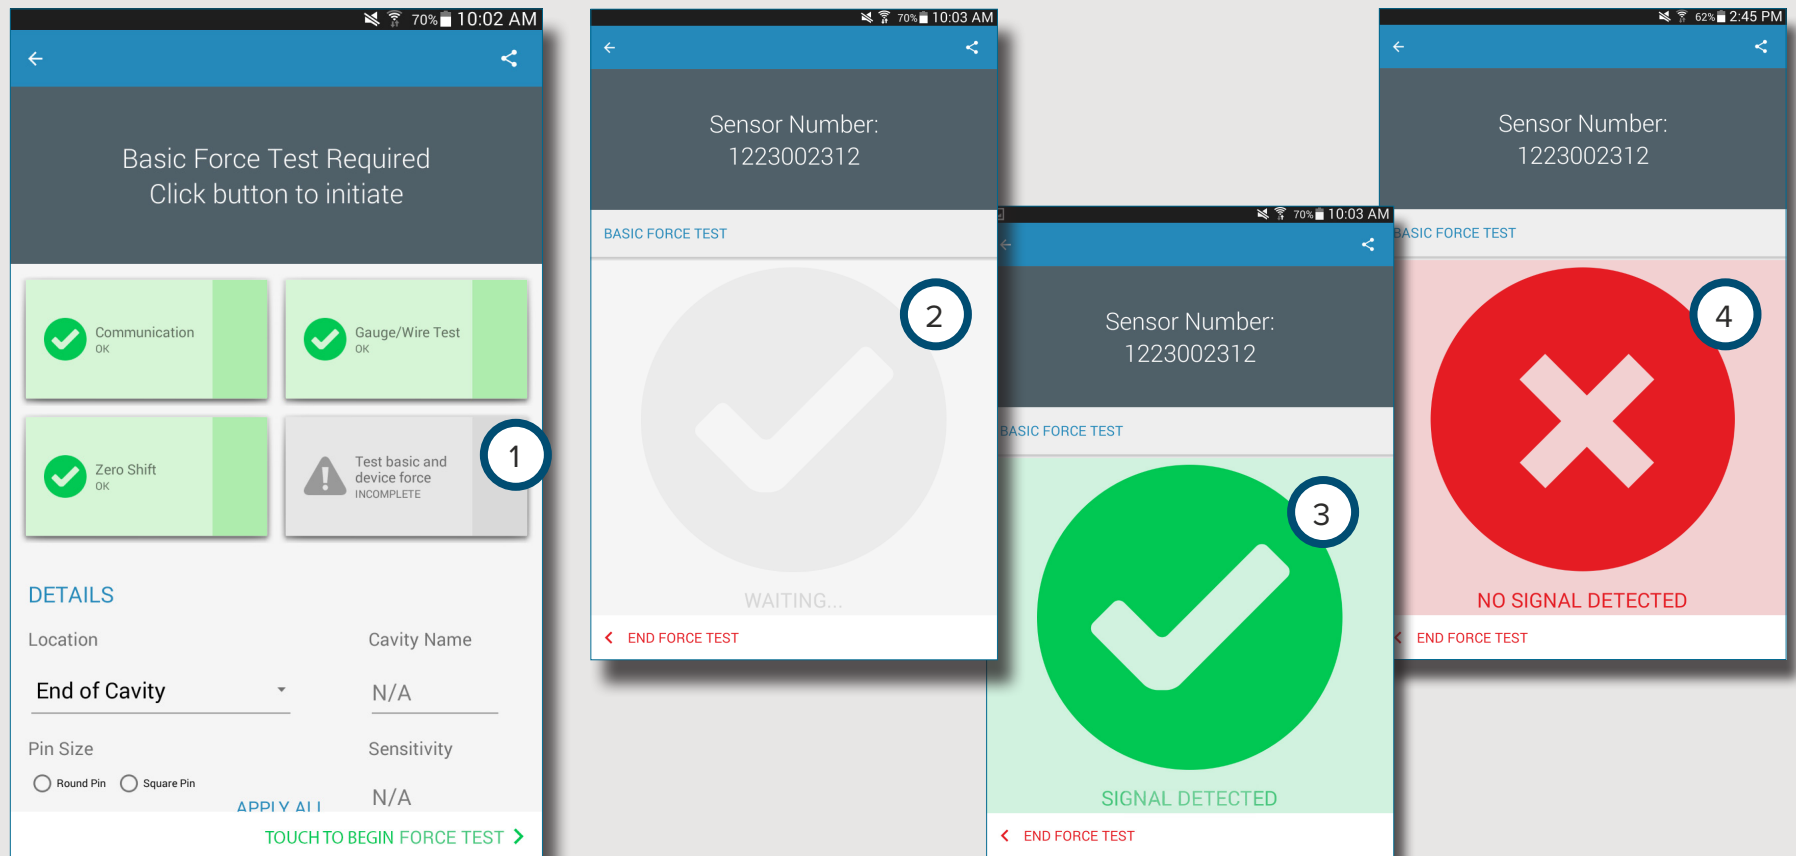 70% 10:02 AM
Basic Force Test Required
Click button to initiate
Communication
OK
Gauge/Wire Test
OK
Zero Shift
OK
Test basic and
device force
INCOMPLETE
1
DETAILS
Location
Cavity Name
End of Cavity
N/A
Pin Size
Sensitivity
Round Pin
Square Pin
N/A
APPLY ALL
TOUCH TO BEGIN FORCE TEST
70% 10:03 AM
Sensor Number:
1223002312
BASIC FORCE TEST
2
WAITING...
END FORCE TEST
70% 10:03 AM
Sensor Number:
1223002312
BASIC FORCE TEST
3
SIGNAL DETECTED
END FORCE TEST
62% 2:45 PM
Sensor Number:
1223002312
BASIC FORCE TEST
4
NO SIGNAL DETECTED
END FORCE TEST